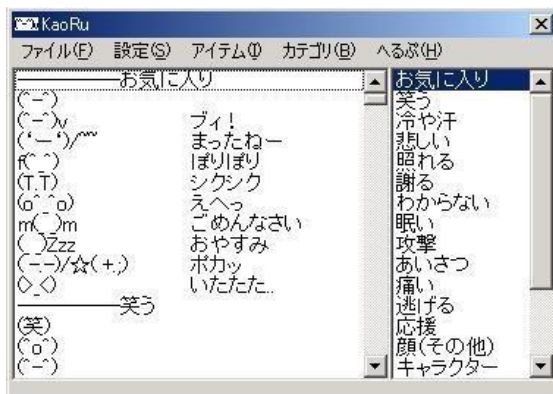 KaoRu
ファイル(F) 設定(S) アイテム(I) カテゴリ(B) へるぷ(H)
――――――お気に入り
(^-^)
(^-^)v ブイ!
(‘ー‘)/~~ まったねー
f(^_^) ぽりぽり
(T.T) シクシク
(o^_^o) えへっ
m(_ _)m ごめんなさい
(_ _)Zzz おやすみ
(-.-)/☆(+.;) ポカッ
◇_◇ いたたた..
――――――笑う
(笑)
(^o^)
(^-^)
お気に入り
笑う
冷や汗
悲しい
照れる
謝る
わからない
眠い
攻撃
あいさつ
痛い
逃げる
応援
顔(その他)
キャラクター